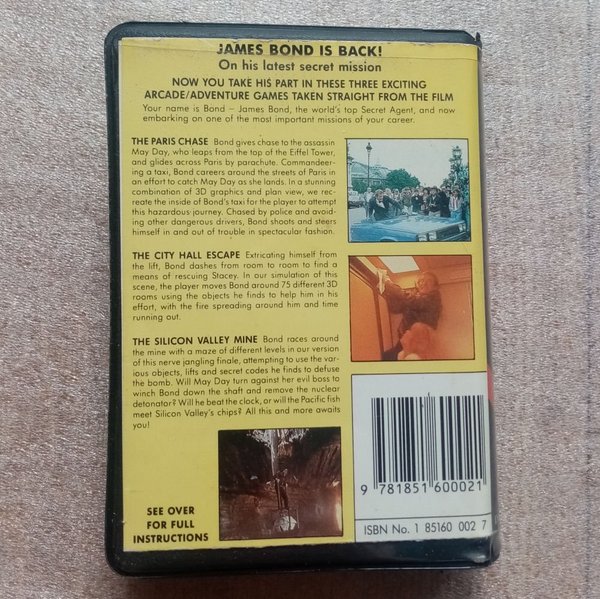 JAMES BOND IS BACK!
On his latest secret mission
NOW YOU TAKE HIS PART IN THESE THREE EXCITING
ARCADE/ADVENTURE GAMES TAKEN STRAIGHT FROM THE FILM
Your name is Bond – James Bond, the world's top Secret Agent, and now
embarking on one of the most important missions of your career.
THE PARIS CHASE Bond gives chase to the assassin
May Day, who leaps from the top of the Eiffel Tower,
and glides across Paris by parachute. Commandeer-
ing a taxi, Bond careers around the streets of Paris in
an effort to catch May Day as she lands. In a stunning
combination of 3D graphics and plan view, we re-
create the inside of Bond's taxi for the player to attempt
this hazardous journey. Chased by police and avoid-
ing other dangerous drivers, Bond shoots and steers
himself in and out of trouble in spectacular fashion.
THE CITY HALL ESCAPE Extricating himself from
the lift, Bond dashes from room to room to find a
means of rescuing Stacey. In our simulation of this
scene, the player moves Bond around 75 different 3D
rooms using the objects he finds to help him in his
effort, with the fire spreading around him and time
running out.
THE SILICON VALLEY MINE Bond races around
the mine with a maze of different levels in our version
of this nerve jangling finale, attempting to use the var-
ious objects, lifts and secret codes he finds to defuse
the bomb. Will May Day turn against her evil boss to
winch Bond down the shaft and remove the nuclear
detonator? Will he beat the clock, or will the Pacific fish
meet Silicon Valley's chips? All this and more awaits
you!
SEE OVER
FOR FULL
INSTRUCTIONS
9 781851 600021
ISBN No. 1 85160 002 7